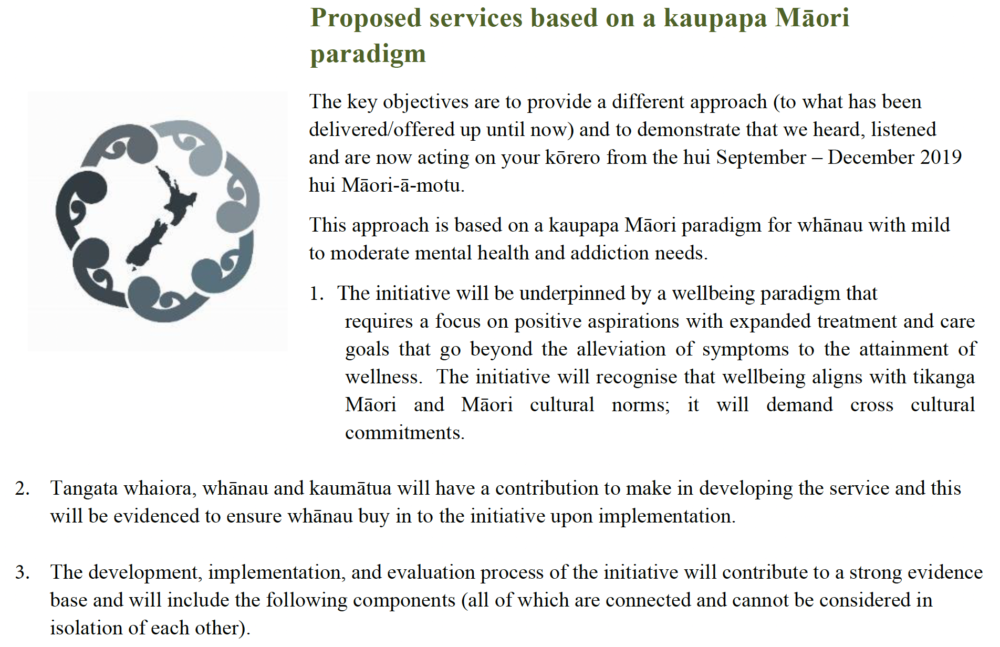 Proposed services based on a kaupapa Māori
paradigm
The key objectives are to provide a different approach (to what has been
delivered/offered up until now) and to demonstrate that we heard, listened
and are now acting on your kōrero from the hui September – December 2019
hui Māori-ā-motu.
This approach is based on a kaupapa Māori paradigm for whānau with mild
to moderate mental health and addiction needs.
1. The initiative will be underpinned by a wellbeing paradigm that
requires a focus on positive aspirations with expanded treatment and care
goals that go beyond the alleviation of symptoms to the attainment of
wellness. The initiative will recognise that wellbeing aligns with tikanga
Māori and Māori cultural norms; it will demand cross cultural
commitments.
2. Tangata whaiora, whānau and kaumātua will have a contribution to make in developing the service and this
will be evidenced to ensure whānau buy in to the initiative upon implementation.
3. The development, implementation, and evaluation process of the initiative will contribute to a strong evidence
base and will include the following components (all of which are connected and cannot be considered in
isolation of each other).